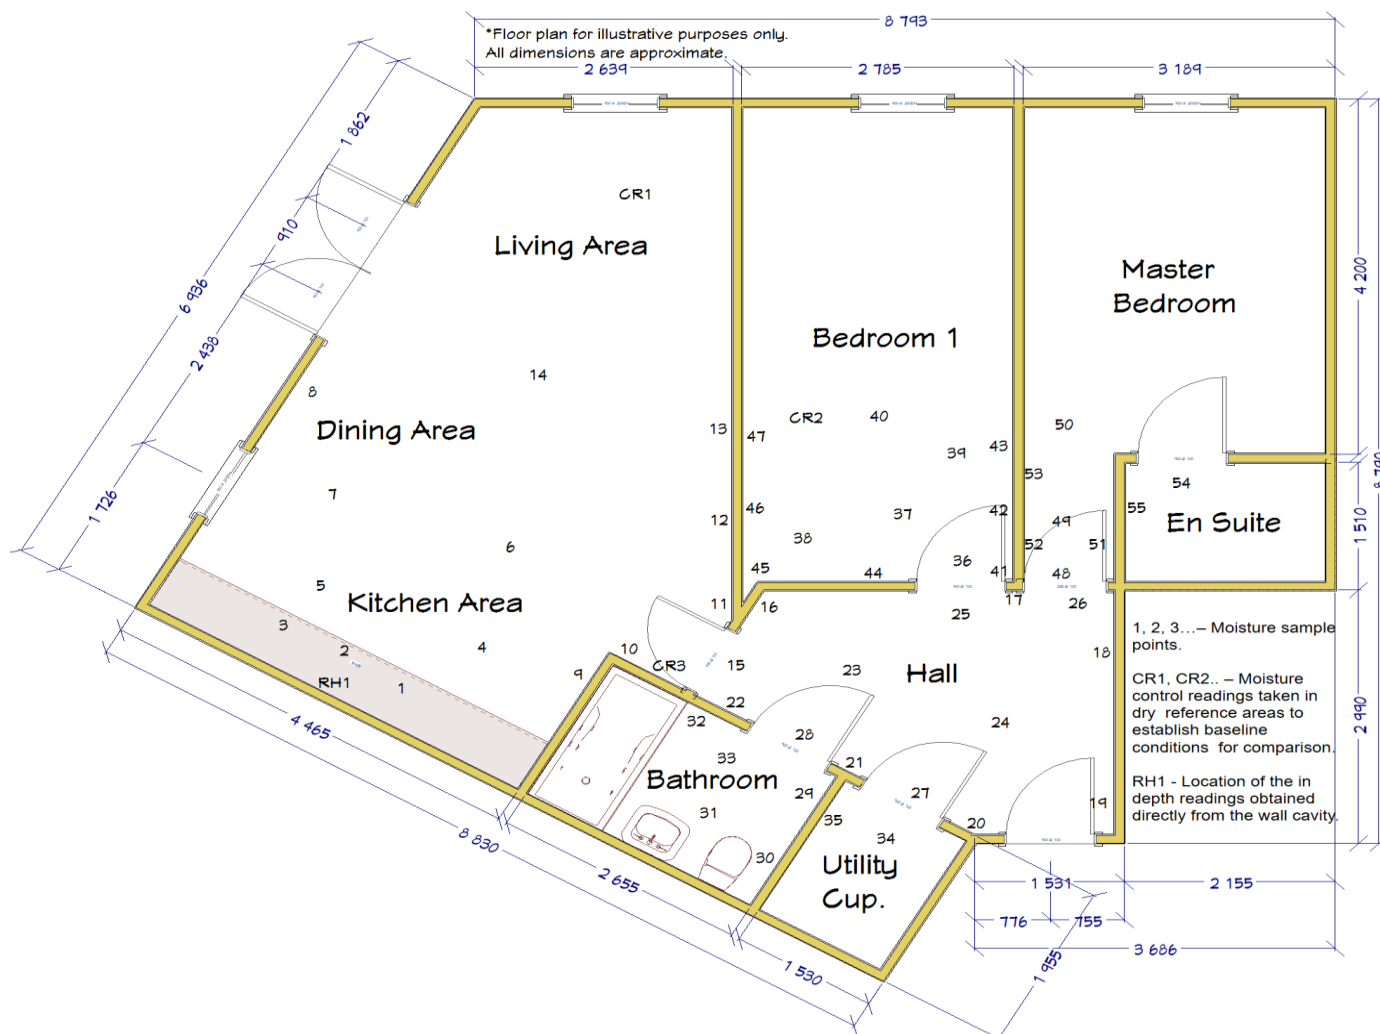 8 793
*Floor plan for illustrative purposes only.
All dimensions are approximate.
2 639
2 785
3 189
1 862
CR1
910
Living Area
6 936
Master
Bedroom
4 200
Bedroom 1
2 438
14
8
CR2
40
50
Dining Area
13
47
43
39
53
54
7
1 726
12
46
37
42
49
55
En Suite
1 510
38
6
52
51
36
45
44
41
48
5
Kitchen Area
11
16
17
26
25
3
1, 2, 3…– Moisture sample
points.
2
4
10
18
CR3
15
23
Hall
RH1
1
9
CR1, CR2.. – Moisture
control readings taken in
dry reference areas to
establish baseline
conditions for comparison.
22
32
24
2 990
4 465
28
33
21
Bathroom
27
29
RH1 - Location of the in
depth readings obtained
directly from the wall cavity.
19
31
35
20
8 830
34
30
Utility
Cup.
2 655
1 531
2 155
776
755
3 686
1 530
1 955